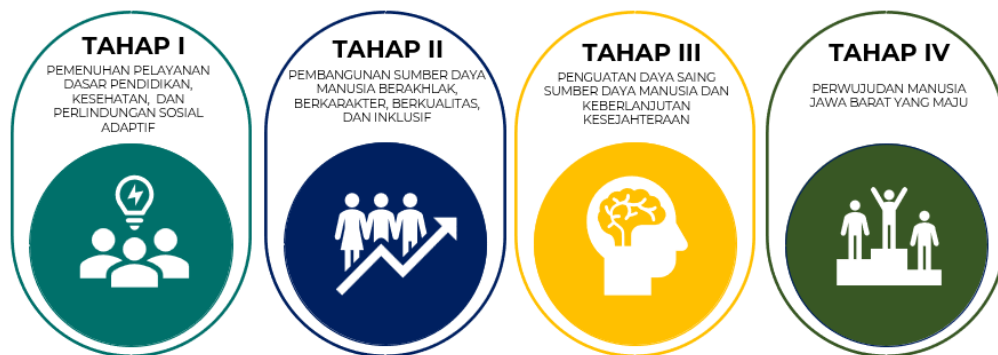 TAHAP I
PEMENUHAN PELAYANAN
DASAR PENDIDIKAN,
KESEHATAN, DAN
PERLINDUNGAN SOSIAL
ADAPTIF
TAHAP II
PEMBANGUNAN SUMBER DAYA
MANUSIA BERAKHLAK,
BERKARAKTER, BERKUALITAS,
DAN INKLUSIF
TAHAP III
PENGUATAN DAYA SAING
SUMBER DAYA MANUSIA DAN
KEBERLANJUTAN
KESEJAHTERAAN
TAHAP IV
PERWUJUDAN MANUSIA
JAWA BARAT YANG MAJU